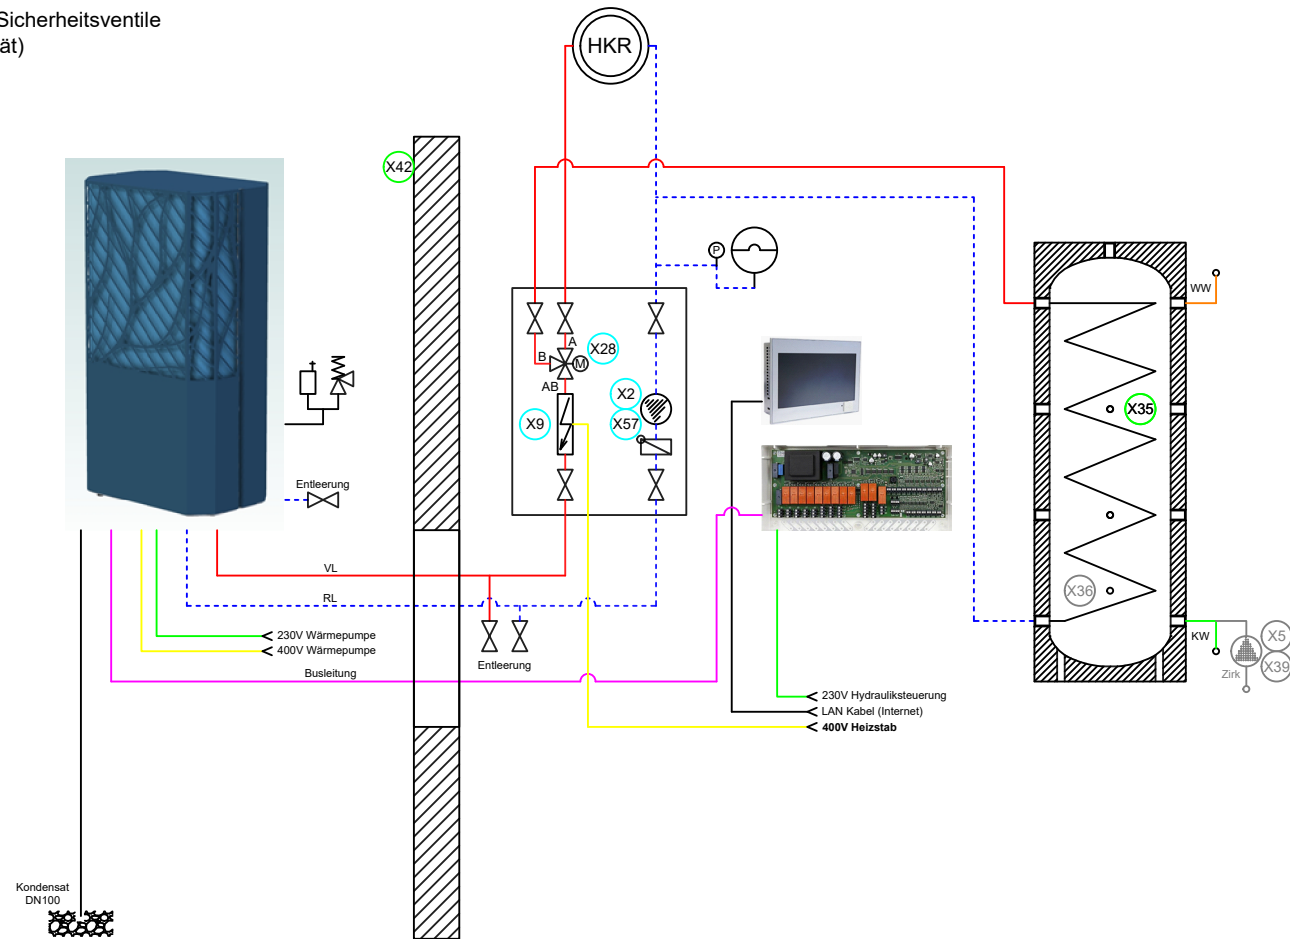 Sicherheitsventile
ät)
HKR
X42
P
WW
A
X28
B
M
AB
X2
X9
X57
X35
Entleerung
VL
RL
X36
230V Wärmepumpe
400V Wärmepumpe
Entleerung
Busleitung
KW
X5
X39
Zirk
230V Hydrauliksteuerung
LAN Kabel (Internet)
400V Heizstab
Kondensat
DN100